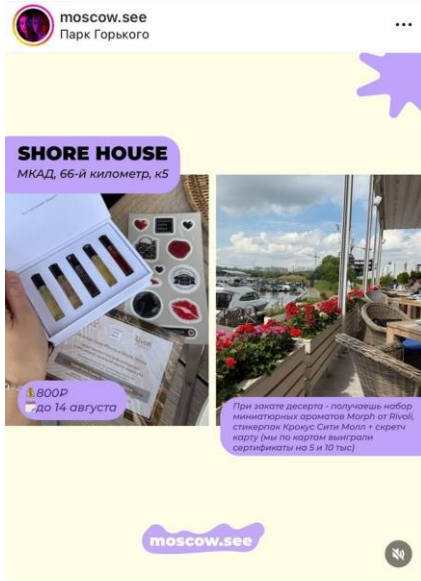 moscow.see
Парк Горького
SHORE HOUSE
МКАД, 66-й километр, к5
Rivoli
💰800₽
🗓️до 14 августа
При закате десерта - получаешь набор
миниатюрных ароматов Morph от Rivoli,
стикерпак Крокус Сити Молл + скретч
карту (мы по картам выиграли
сертификаты на 5 и 10 тыс)
moscow.see